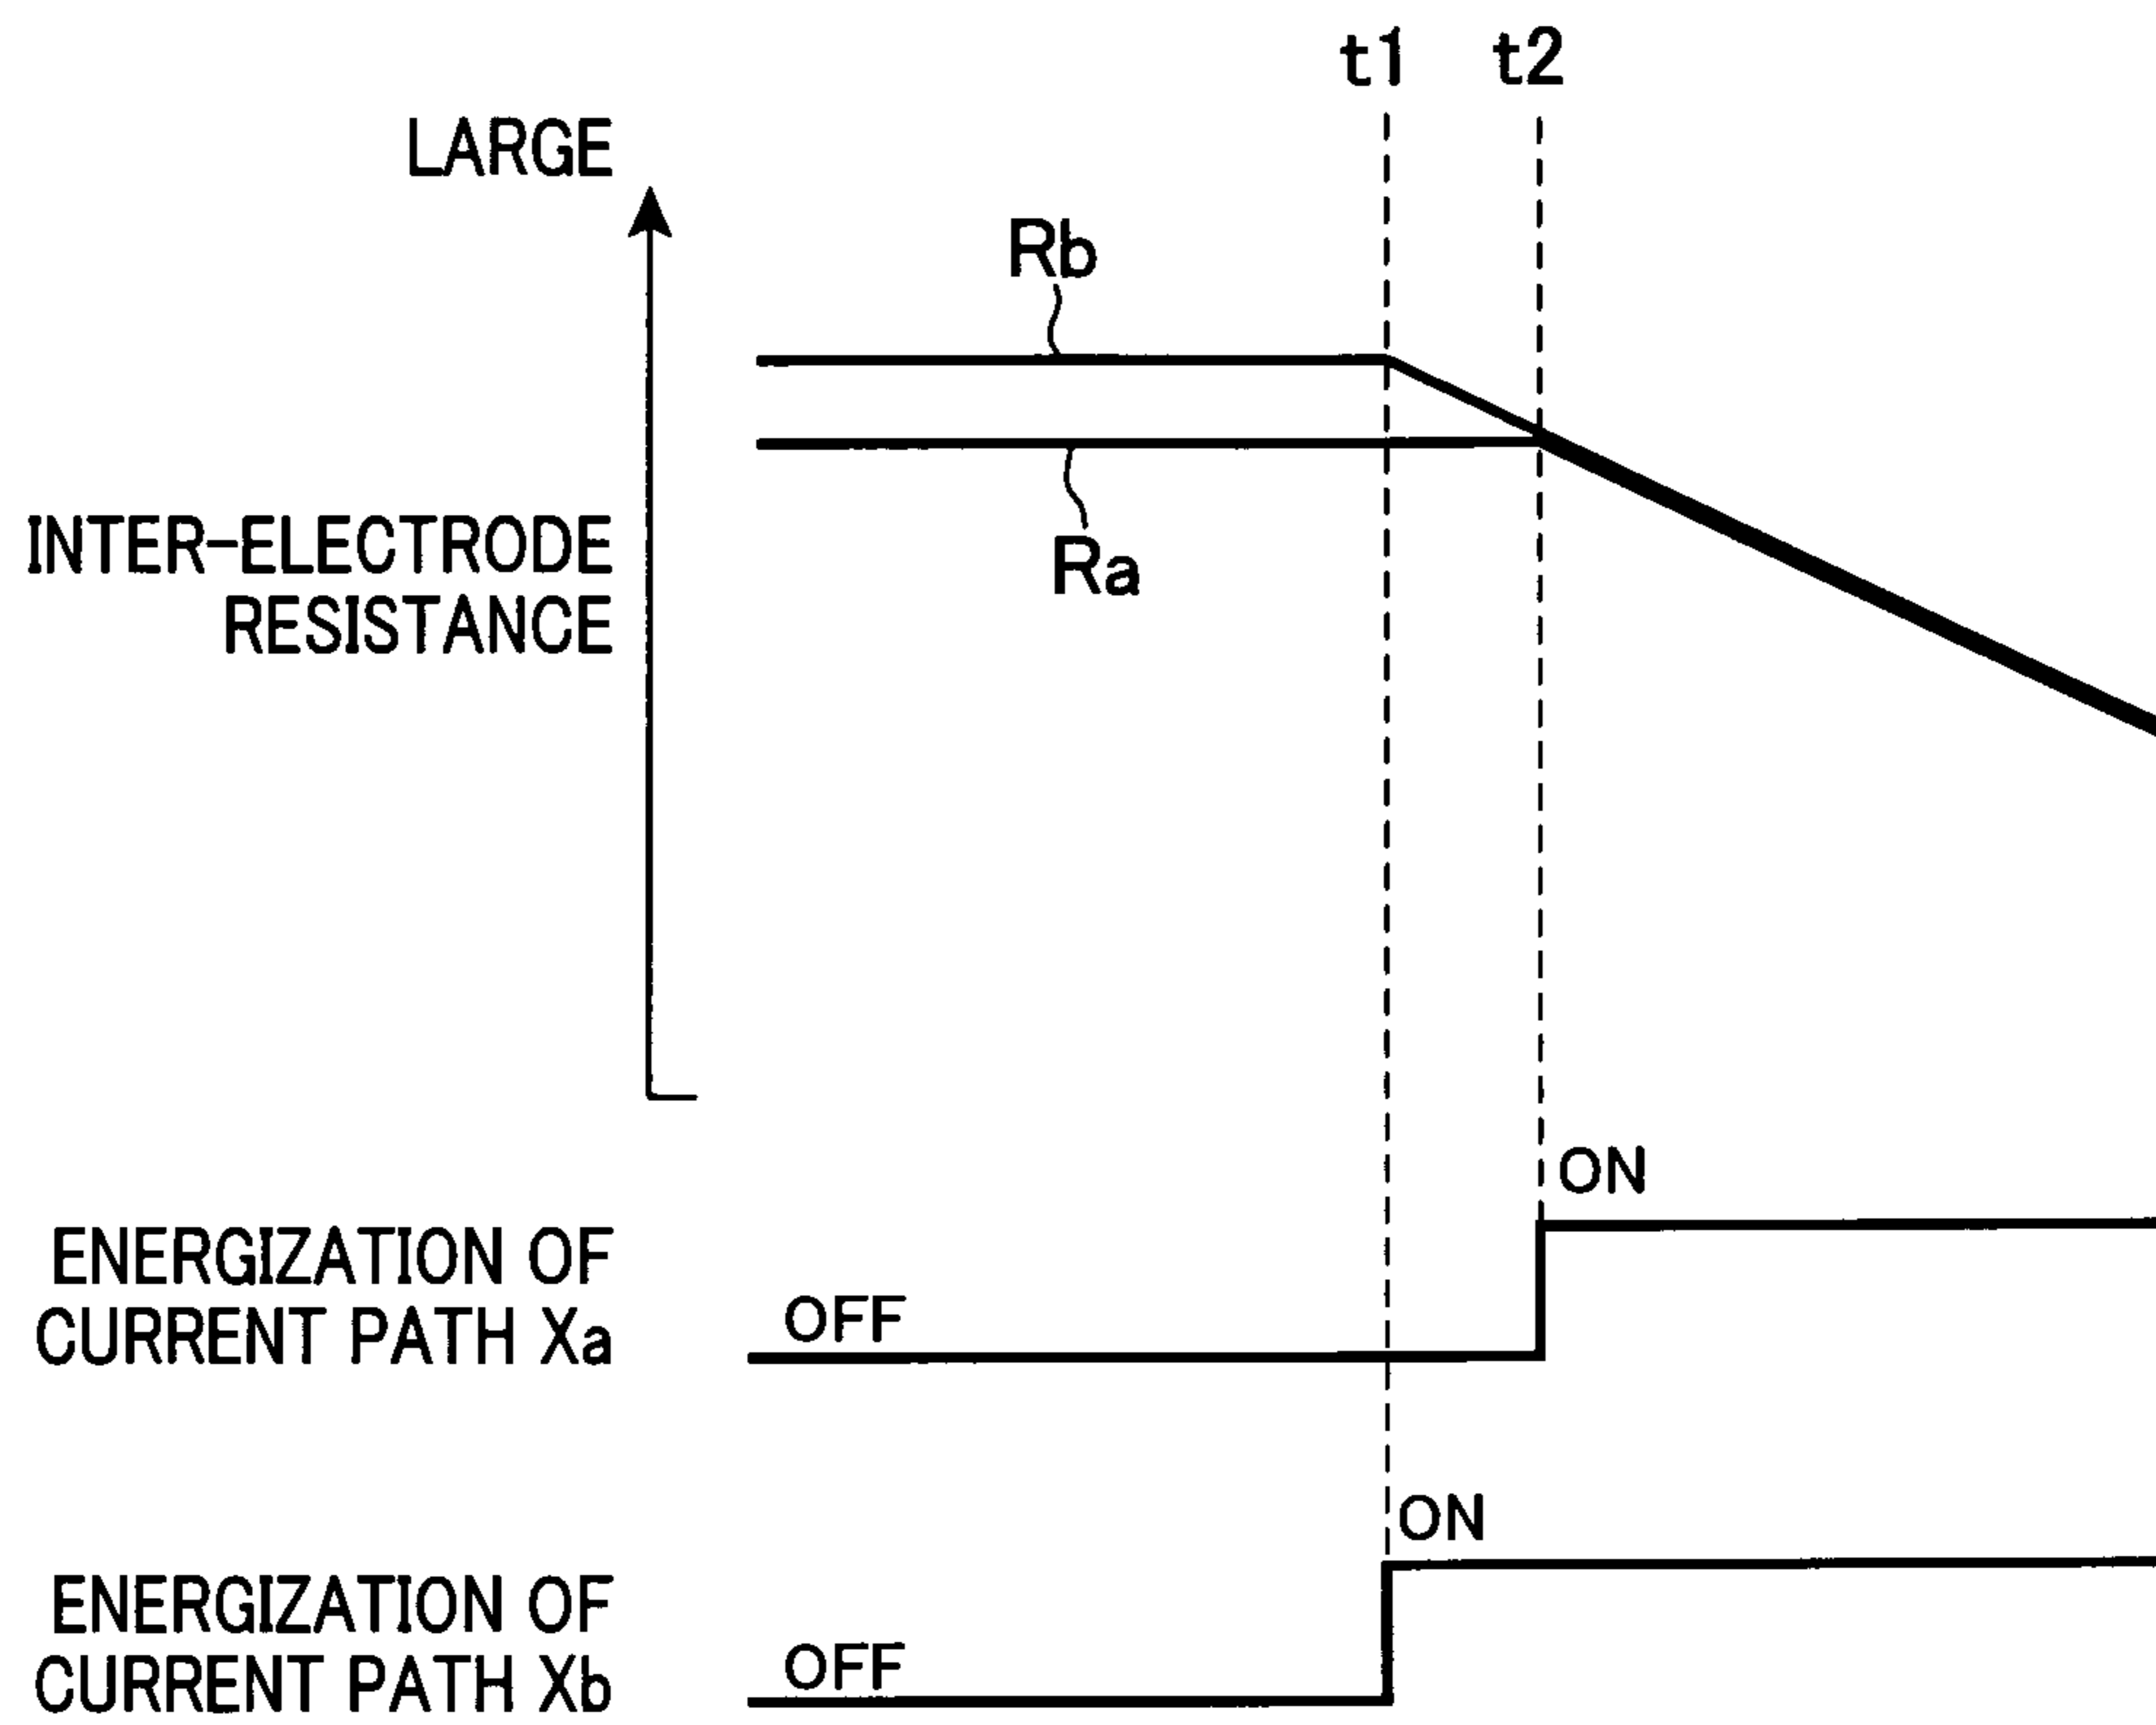 t1 t2
LARGE
Rb
INTER-ELECTRODE
RESISTANCE
Ra
ON
ENERGIZATION OF
CURRENT PATH Xa
OFF
ON
ENERGIZATION OF
CURRENT PATH Xb
OFF